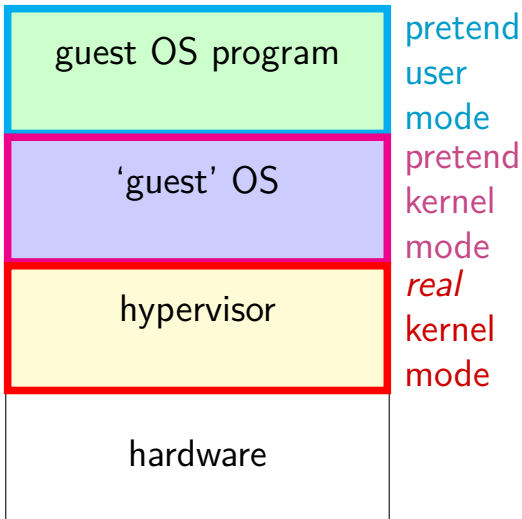 guest OS program
pretend
user
mode
‘guest’ OS
pretend
kernel
mode
hypervisor
real
kernel
mode
hardware